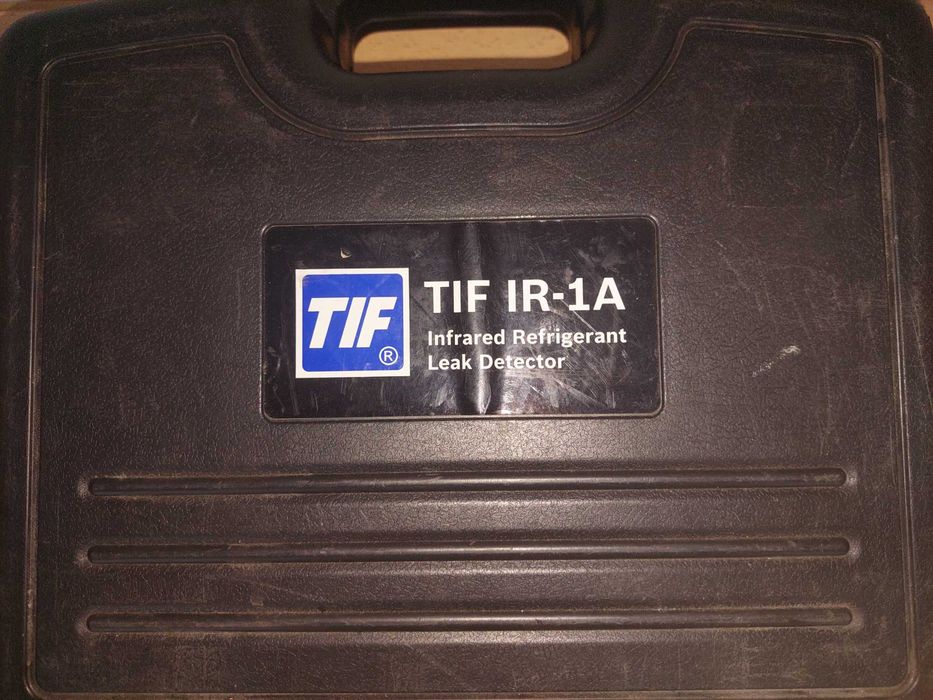 TIF ®
TIF IR-1A
Infrared Refrigerant
Leak Detector